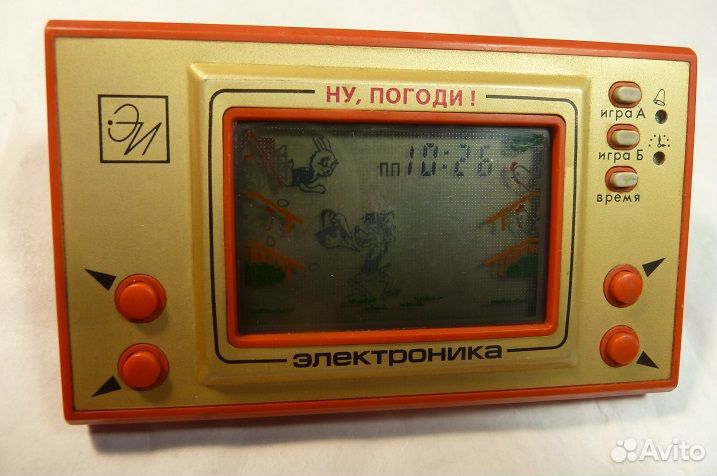 НУ, ПОГОДИ!
ЭИ
игра А
пп 10:26
игра Б
время
электроника
Avito